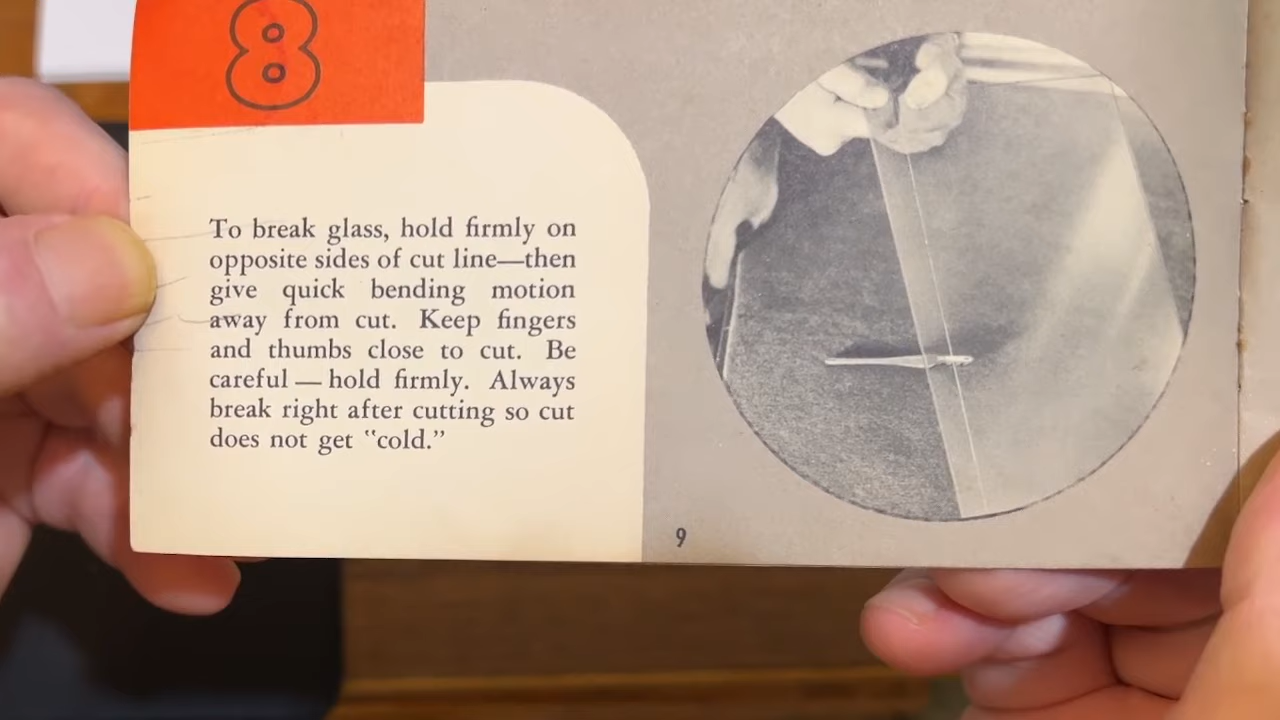 8
To break glass, hold firmly on
opposite sides of cut line—then
give quick bending motion
away from cut. Keep fingers
and thumbs close to cut. Be
careful — hold firmly. Always
break right after cutting so cut
does not get “cold.”
9